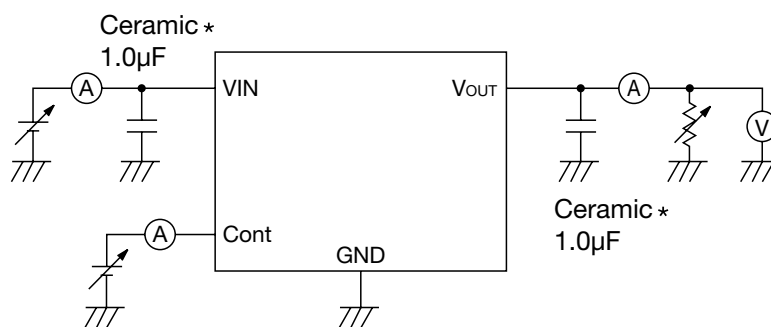 Ceramic *
1.0µF
A
VIN
VOUT
A
V
A
Cont
GND
Ceramic *
1.0µF